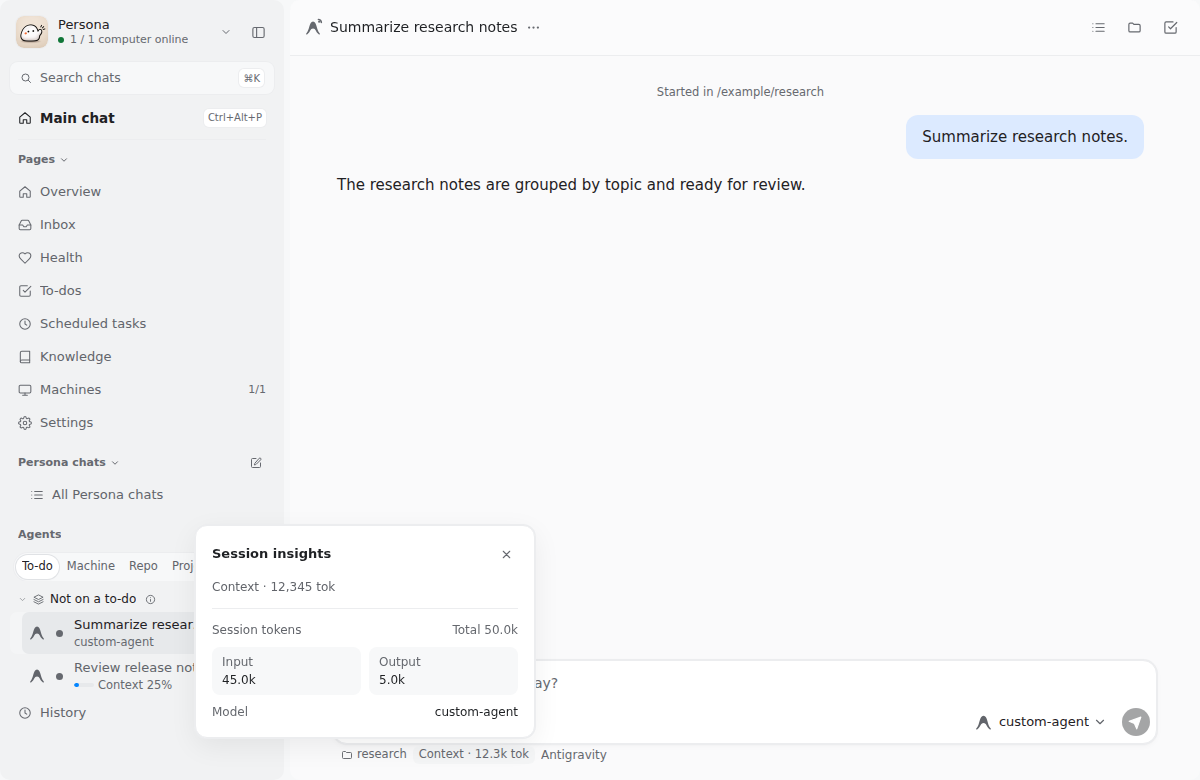 Persona
1 / 1 computer online
Search chats
⌘K
Main chat
Ctrl+Alt+P
Pages
Overview
Inbox
Health
To-dos
Scheduled tasks
Knowledge
Machines
1/1
Settings
Persona chats
All Persona chats
Agents
To-do
Machine
Repo
Proj
Not on a to-do
Summarize resear
custom-agent
Review release not
Context 25%
History
Summarize research notes
Started in /example/research
Summarize research notes.
The research notes are grouped by topic and ready for review.
Session insights
Context · 12,345 tok
Session tokens
Total 50.0k
Input
45.0k
Output
5.0k
Model
custom-agent
ay?
custom-agent
research
Context · 12.3k tok
Antigravity